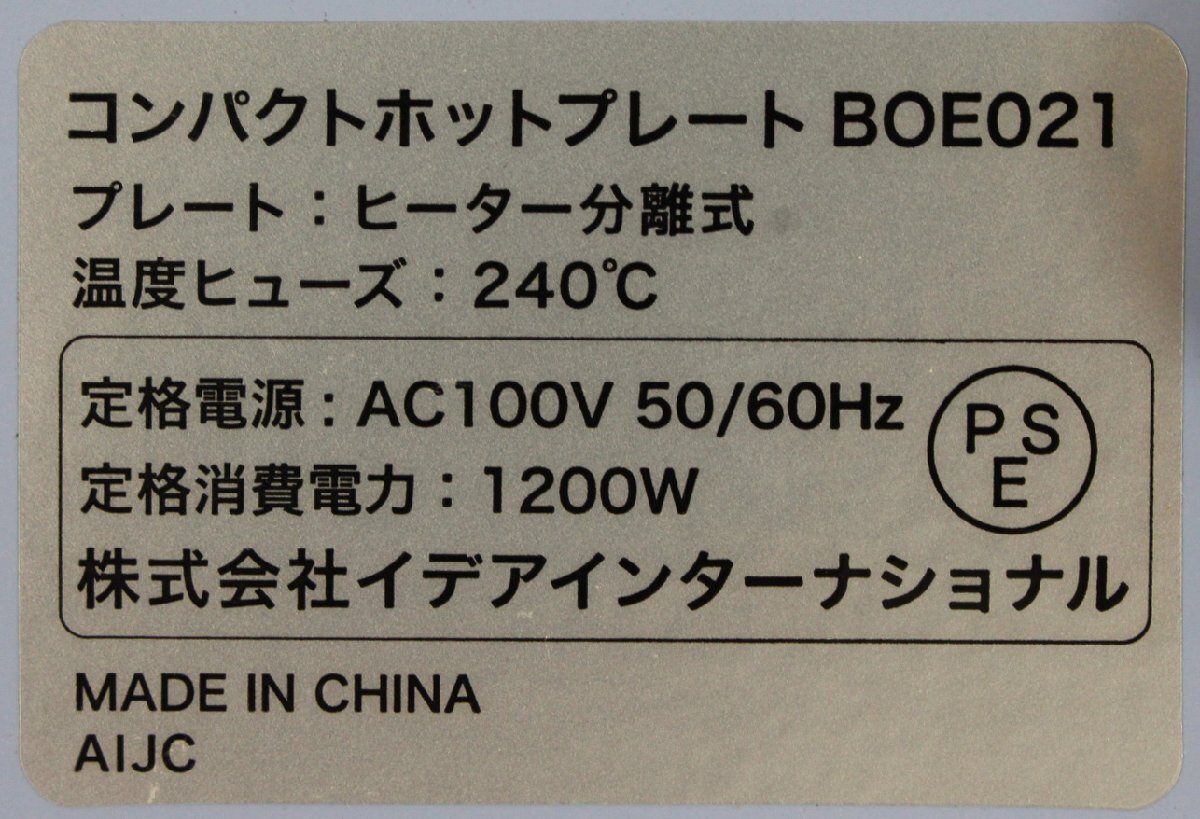 コンパクトホットプレート BOE021
プレート：ヒーター分離式
温度ヒューズ：240℃
定格電源：AC100V 50/60Hz
定格消費電力：1200W
PSE
株式会社イデアインターナショナル
MADE IN CHINA
AIJC